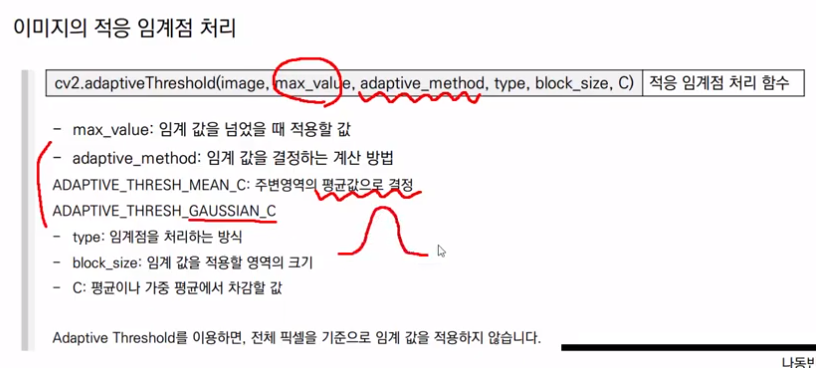 이미지의 적응 임계점 처리
cv2.adaptiveThreshold(image, max_value, adaptive_method, type, block_size, C) 적응 임계점 처리 함수
- max_value: 임계 값을 넘었을 때 적용할 값
- adaptive_method: 임계 값을 결정하는 계산 방법
ADAPTIVE_THRESH_MEAN_C: 주변영역의 평균값으로 결정
ADAPTIVE_THRESH_GAUSSIAN_C
- type: 임계점을 처리하는 방식
- block_size: 임계 값을 적용할 영역의 크기
- C: 평균이나 가중 평균에서 차감할 값
Adaptive Threshold를 이용하면, 전체 픽셀을 기준으로 임계 값을 적용하지 않습니다.